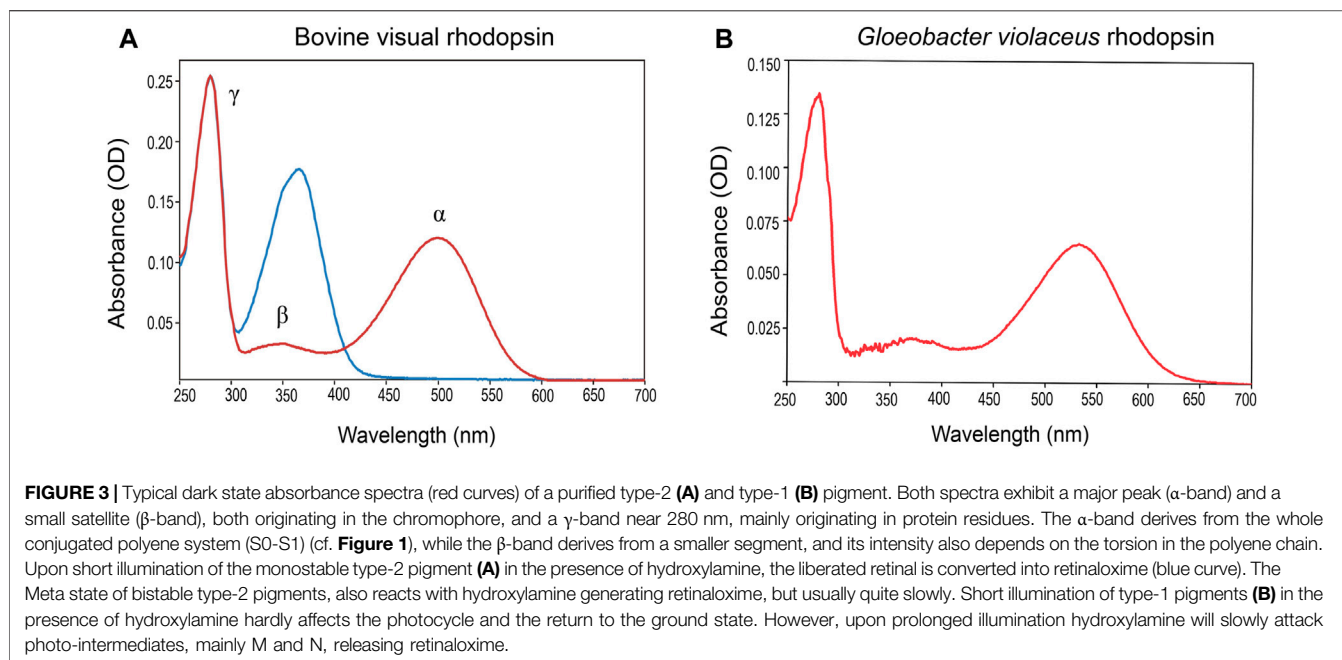 A
Bovine visual rhodopsin
γ
β
α
0.25
0.20
0.15
0.10
0.05
Absorbance (OD)
250 300 350 400 450 500 550 600 650 700
Wavelength (nm)
B
Gloeobacter violaceus rhodopsin
0.150
0.125
0.100
0.075
0.050
0.025
Absorbance (OD)
250 300 350 400 450 500 550 600 650 700
Wavelength (nm)
FIGURE 3 | Typical dark state absorbance spectra (red curves) of a purified type-2 (A) and type-1 (B) pigment. Both spectra exhibit a major peak (α-band) and a
small satellite (β-band), both originating in the chromophore, and a γ-band near 280 nm, mainly originating in protein residues. The α-band derives from the whole
conjugated polyene system (S0-S1) (cf. Figure 1), while the β-band derives from a smaller segment, and its intensity also depends on the torsion in the polyene chain.
Upon short illumination of the monostable type-2 pigment (A) in the presence of hydroxylamine, the liberated retinal is converted into retinaloxime (blue curve). The
Meta state of bistable type-2 pigments, also reacts with hydroxylamine generating retinaloxime, but usually quite slowly. Short illumination of type-1 pigments (B) in the
presence of hydroxylamine hardly affects the photocycle and the return to the ground state. However, upon prolonged illumination hydroxylamine will slowly attack
photo-intermediates, mainly M and N, releasing retinaloxime.